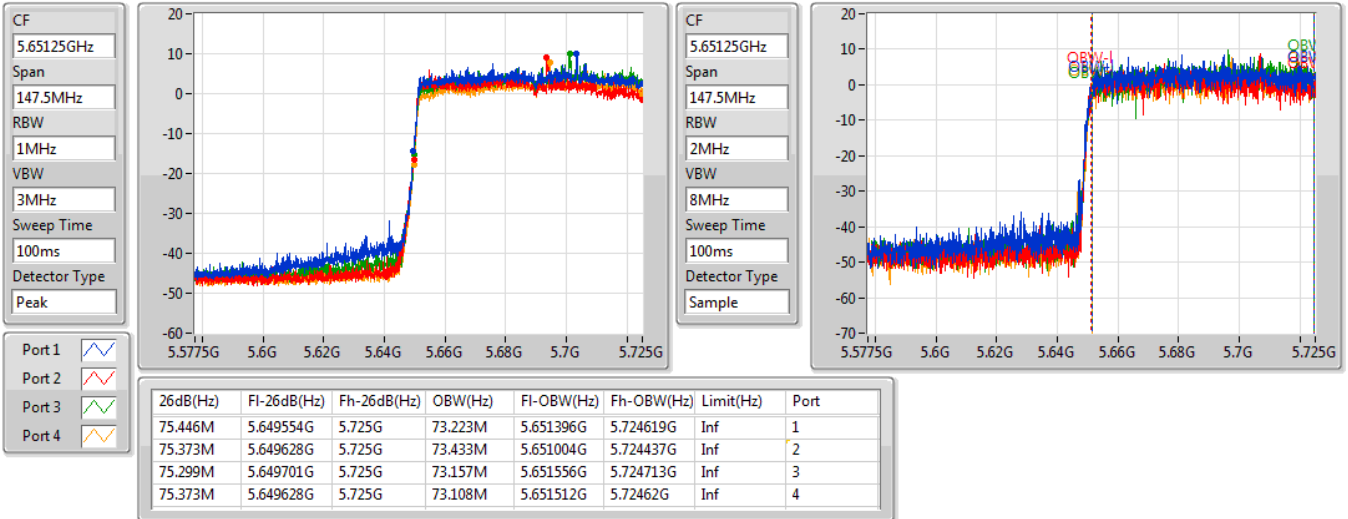 CF
5.65125GHz
Span
147.5MHz
RBW
1MHz
VBW
3MHz
Sweep Time
100ms
Detector Type
Peak
20
10
0
-10
-20
-30
-40
-50
-60
5.5775G 5.6G 5.62G 5.64G 5.66G 5.68G 5.7G 5.725G
CF
5.65125GHz
Span
147.5MHz
RBW
2MHz
VBW
8MHz
Sweep Time
100ms
Detector Type
Sample
20
10
0
-10
-20
-30
-40
-50
-60
-70
OBW-l
OBV
5.5775G 5.6G 5.62G 5.64G 5.66G 5.68G 5.7G 5.725G
Port 1
Port 2
Port 3
Port 4
26dB(Hz) Fl-26dB(Hz) Fh-26dB(Hz) OBW(Hz) Fl-OBW(Hz) Fh-OBW(Hz) Limit(Hz) Port
75.446M 5.649554G 5.725G 73.223M 5.651396G 5.724619G Inf 1
75.373M 5.649628G 5.725G 73.433M 5.651004G 5.724437G Inf 2
75.299M 5.649701G 5.725G 73.157M 5.651556G 5.724713G Inf 3
75.373M 5.649628G 5.725G 73.108M 5.651512G 5.72462G Inf 4